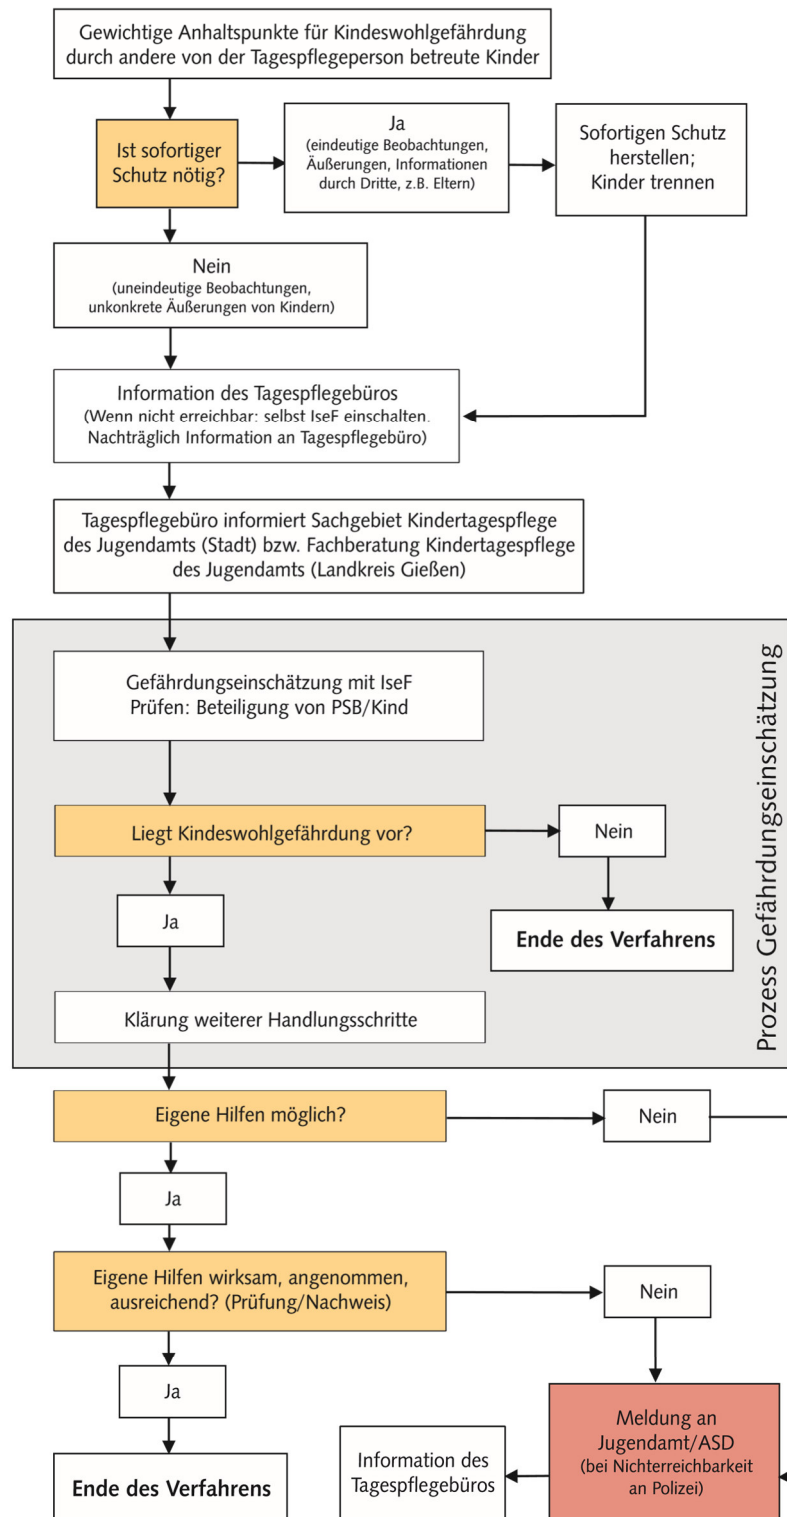 Gewichtige Anhaltspunkte für Kindeswohlgefährdung
durch andere von der Tagespflegeperson betreute Kinder
Ist sofortiger
Schutz nötig?
Ja
(eindeutige Beobachtungen,
Äußerungen, Informationen
durch Dritte, z.B. Eltern)
Sofortigen Schutz
herstellen;
Kinder trennen
Nein
(uneindeutige Beobachtungen,
unkonkrete Äußerungen von Kindern)
Information des Tagespflegebüros
(Wenn nicht erreichbar: selbst IseF einschalten.
Nachträglich Information an Tagespflegebüro)
Tagespflegebüro informiert Sachgebiet Kindertagespflege
des Jugendamts (Stadt) bzw. Fachberatung Kindertagespflege
des Jugendamts (Landkreis Gießen)
Prozess Gefährdungseinschätzung
Gefährdungseinschätzung mit IseF
Prüfen: Beteiligung von PSB/Kind
Liegt Kindeswohlgefährdung vor?
Nein
Ja
Ende des Verfahrens
Klärung weiterer Handlungsschritte
Eigene Hilfen möglich?
Nein
Ja
Eigene Hilfen wirksam, angenommen,
ausreichend? (Prüfung/Nachweis)
Nein
Ja
Meldung an
Jugendamt/ASD
(bei Nichterreichbarkeit
an Polizei)
Information des
Tagespflegebüros
Ende des Verfahrens